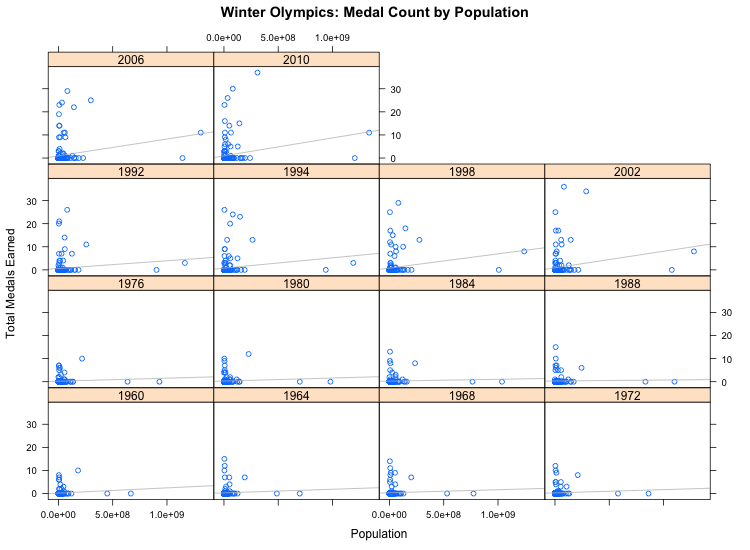 Winter Olympics: Medal Count by Population
0.0e+00 5.0e+08 1.0e+09
2006 2010
30
20
10
0
1992 1994 1998 2002
30
20
10
0
1976 1980 1984 1988
30
20
10
0
1960 1964 1968 1972
30
20
10
0
0.0e+00 5.0e+08 1.0e+09 0.0e+00 5.0e+08 1.0e+09
Total Medals Earned
Population